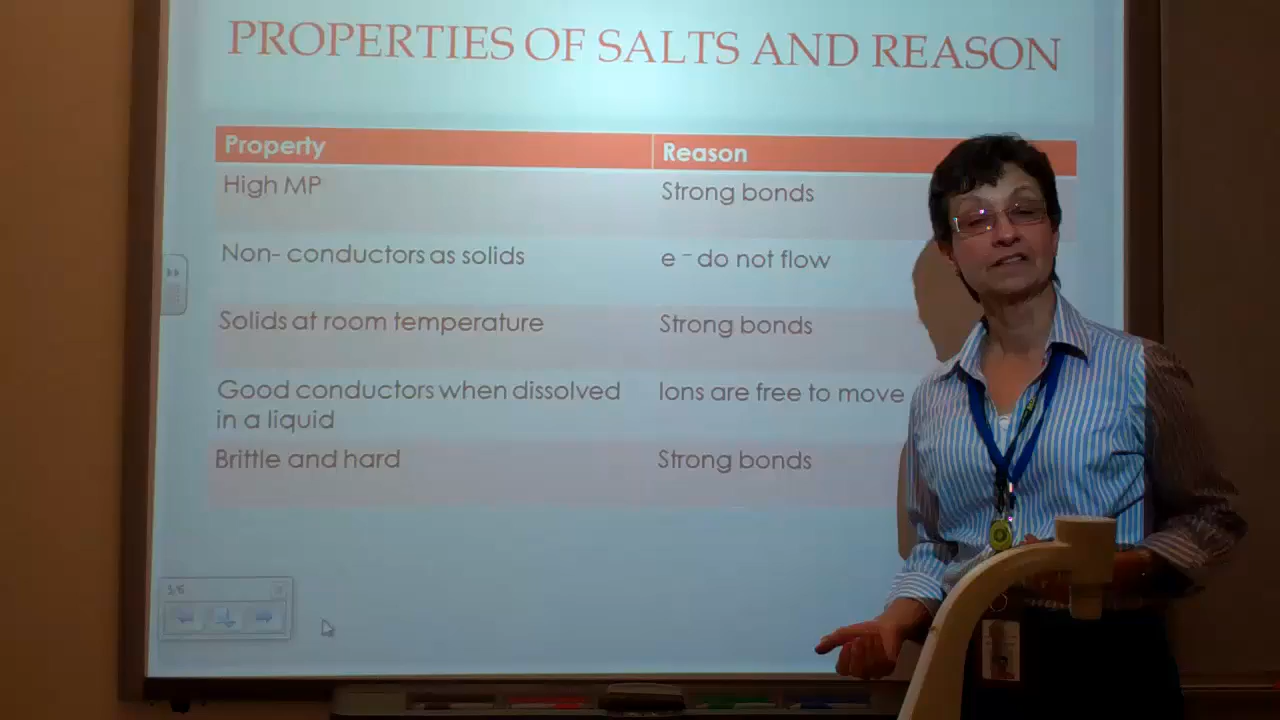 PROPERTIES OF SALTS AND REASON
Property Reason
High MP Strong bonds
Non- conductors as solids e - do not flow
Solids at room temperature Strong bonds
Good conductors when dissolved Ions are free to move
in a liquid
Brittle and hard Strong bonds
5/6